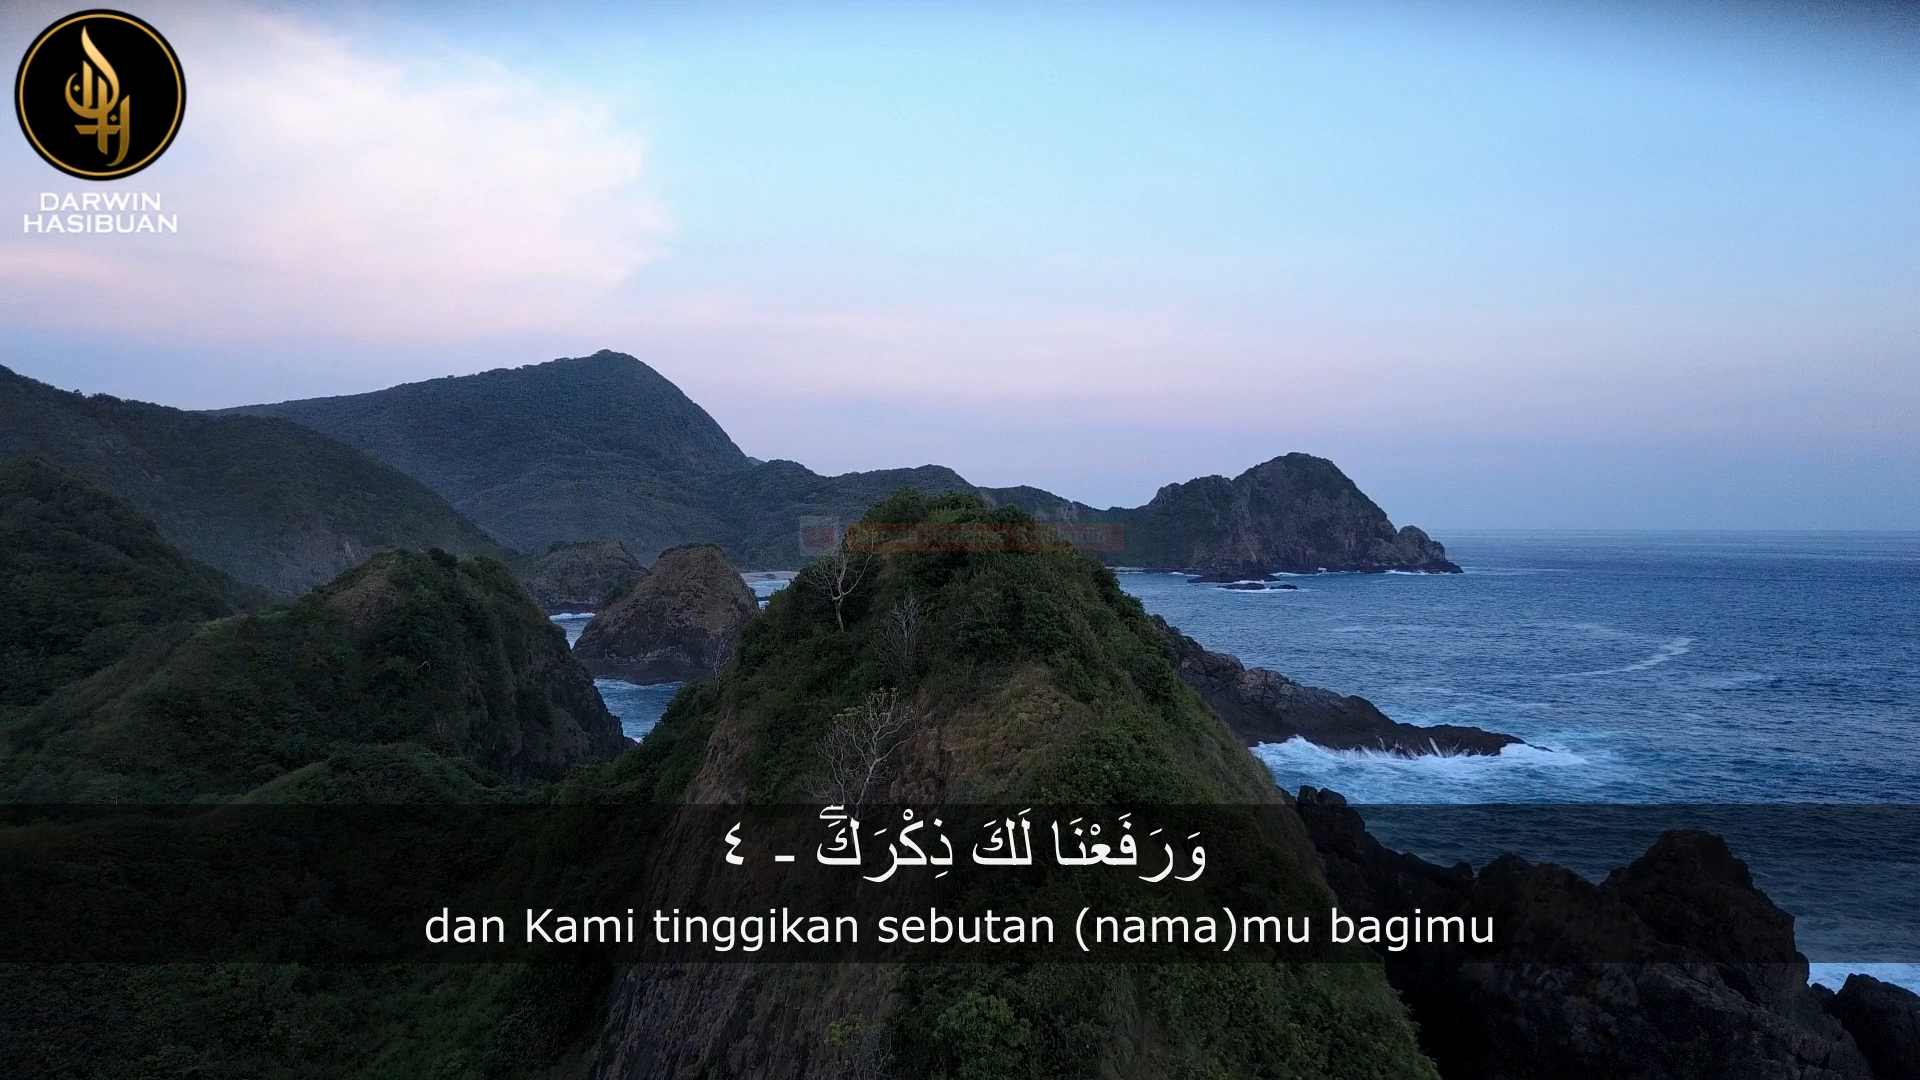 DARWIN
HASIBUAN
وَرَفَعْنَا لَكَ ذِكْرَكَۗ - ٤
dan Kami tinggikan sebutan (nama)mu bagimu